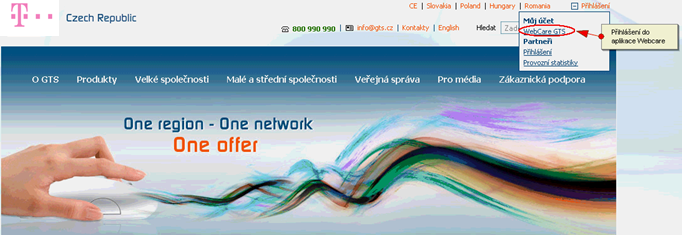 T
Czech Republic
CE | Slovakia | Poland | Hungary | Romania
Přihlášení
800 990 990 | info@gts.cz | Kontakty | English
Hledat
Zad
Můj účet
WebCare GTS
Partneři
Přihlášení
Provozní statistiky
Přihlášení do
aplikace Webcare
O GTS Produkty Velké společnosti Malé a střední společnosti Veřejná správa Pro média Zákaznická podpora
One region - One network
One offer